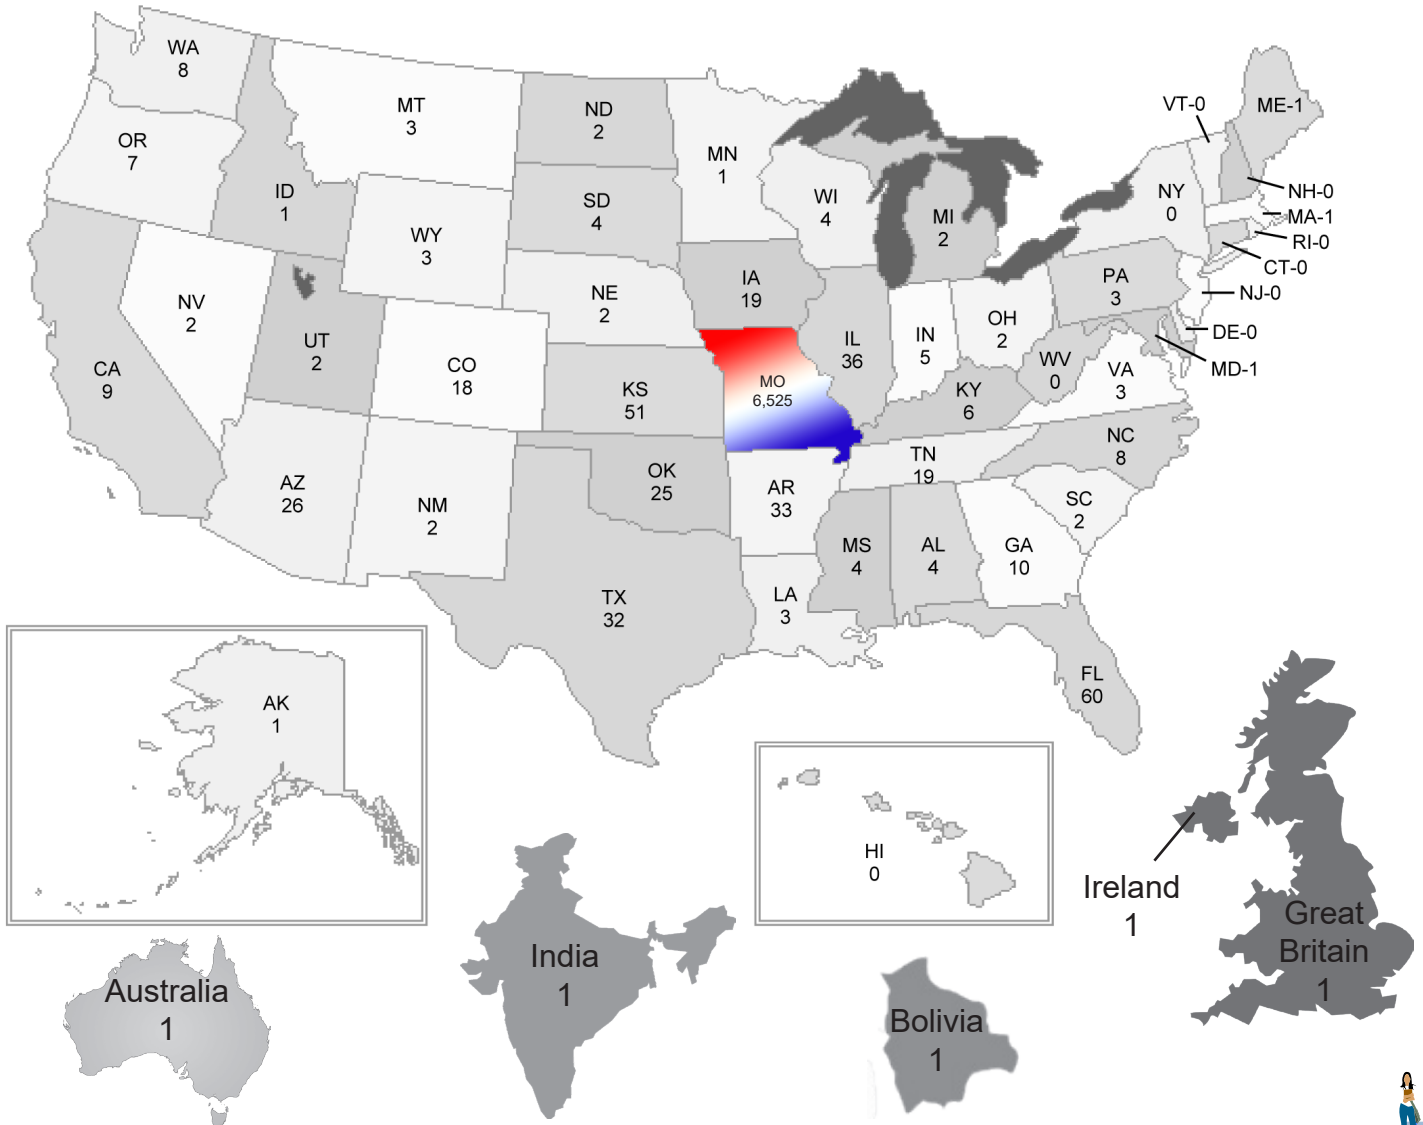 WA
8
OR
7
CA
9
NV
2
ID
1
MT
3
WY
3
UT
2
AZ
26
CO
18
NM
2
ND
2
SD
4
NE
2
KS
51
OK
25
TX
32
MN
1
IA
19
MO
6,525
AR
33
LA
3
WI
4
IL
36
MI
2
IN
5
OH
2
KY
6
TN
19
MS
4
AL
4
GA
10
FL
60
SC
2
NC
8
VA
3
WV
0
PA
3
NY
0
VT-0
ME-1
NH-0
MA-1
RI-0
CT-0
NJ-0
DE-0
MD-1
AK
1
HI
0
Australia
1
India
1
Bolivia
1
Ireland
1
Great
Britain
1